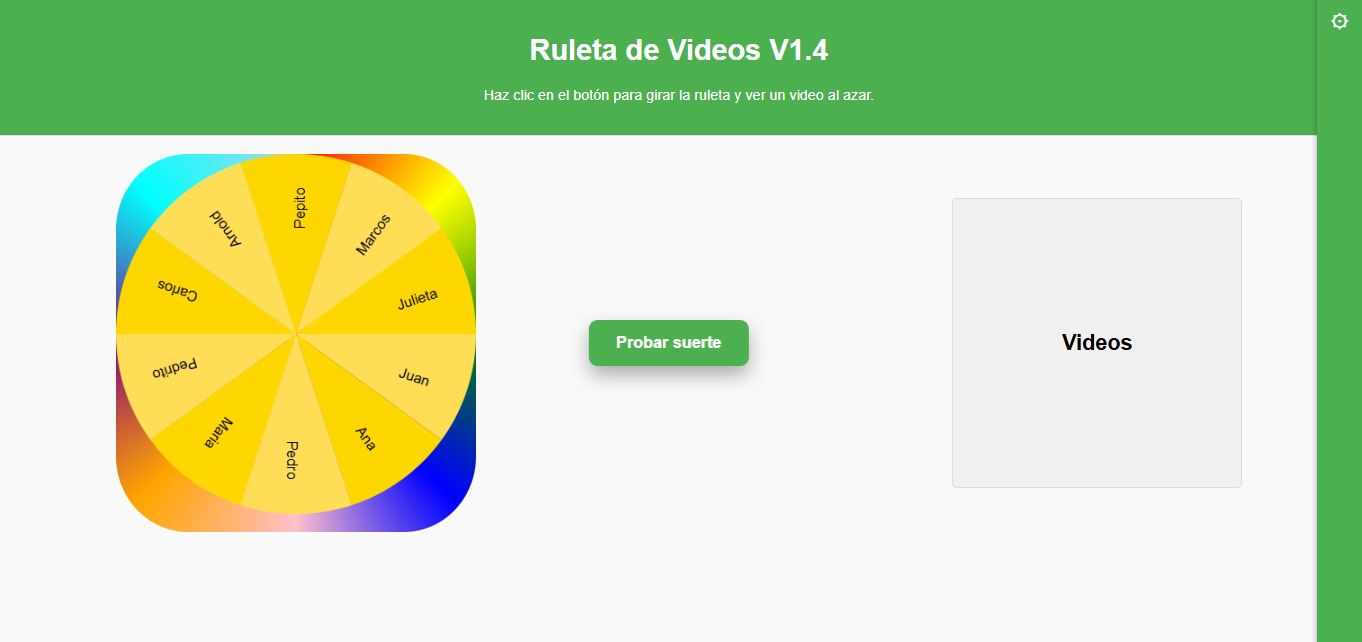 Ruleta de Videos V1.4
Haz clic en el botón para girar la ruleta y ver un video al azar.
Pepito
Marcos
Julieta
Juan
Ana
Pedro
Maria
Pedrito
Carlos
Arnold
Probar suerte
Videos